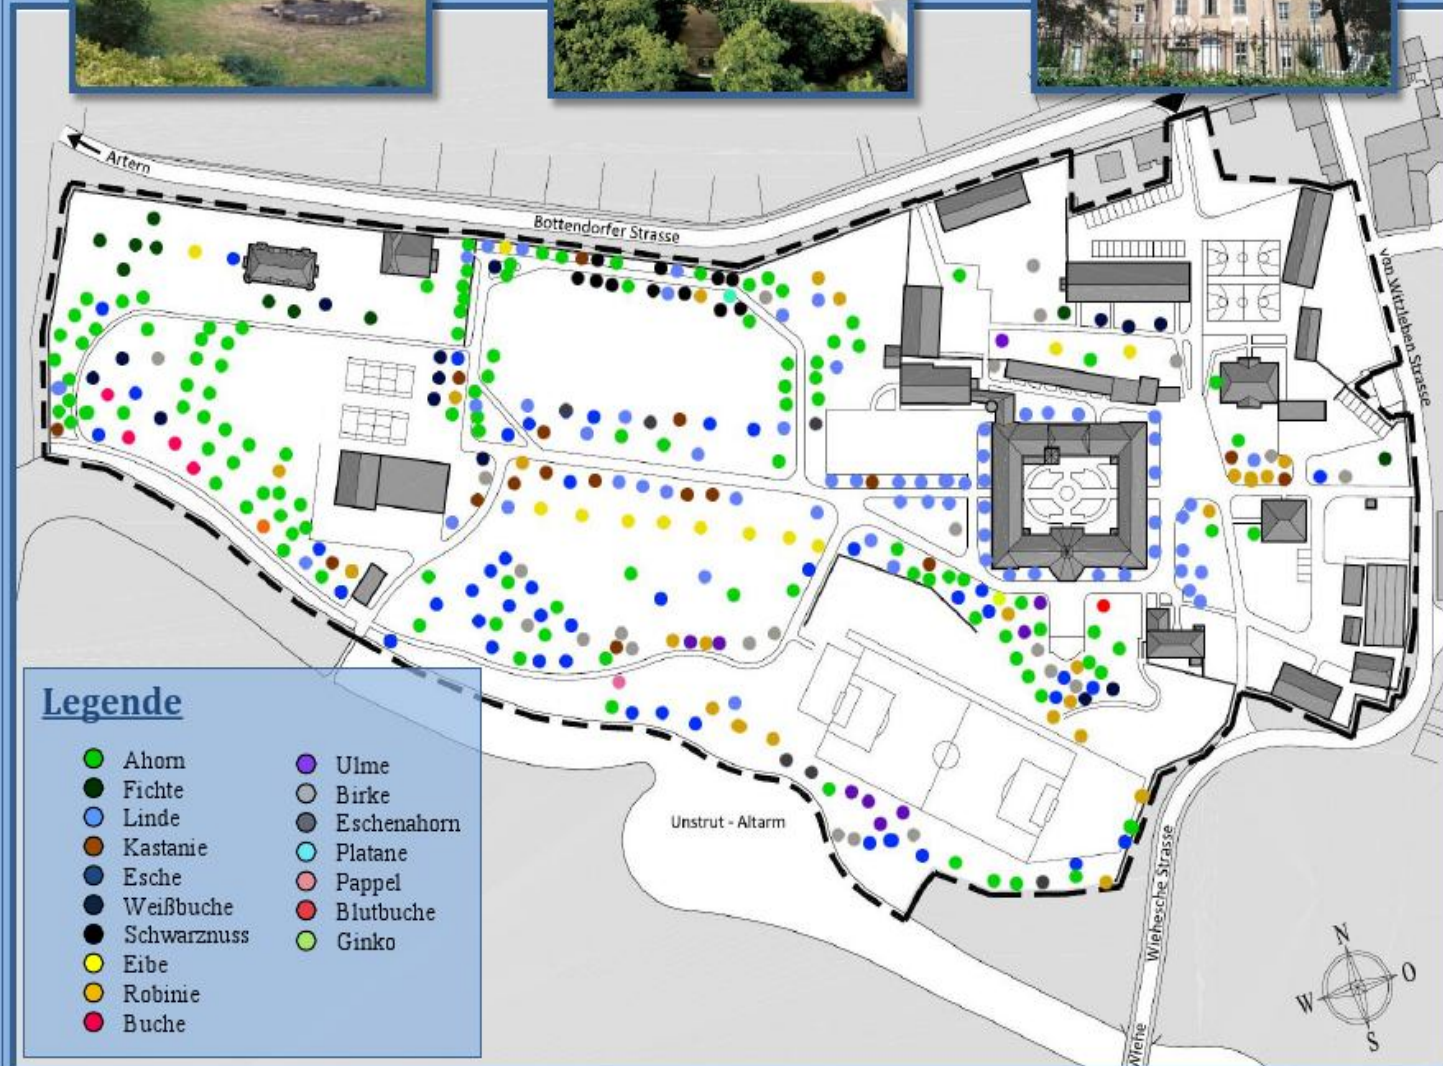 Artern
Bottendorfer Strasse
von Witzleben Strasse
Unstrut - Altarm
Wiehesche Strasse
Wiehe
N
O
W
S
Legende
Ahorn
Fichte
Linde
Kastanie
Esche
Weißbuche
Schwarznuss
Eibe
Robinie
Buche
Ulme
Birke
Eschenahorn
Platane
Pappel
Blutbuche
Ginko